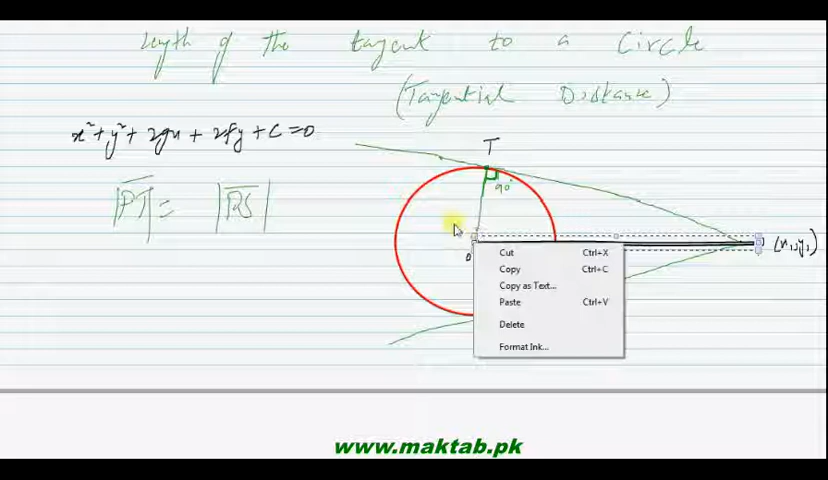 Length of the tangent to a Circle
(Tangential Distance)
x²+y²+2gx+2fy+C=0
T
90°
|PT|= |PS|
(x₁,y₁)
0
Cut Ctrl+X
Copy Ctrl+C
Copy as Text...
Paste Ctrl+V
Delete
Format Ink...
www.maktab.pk